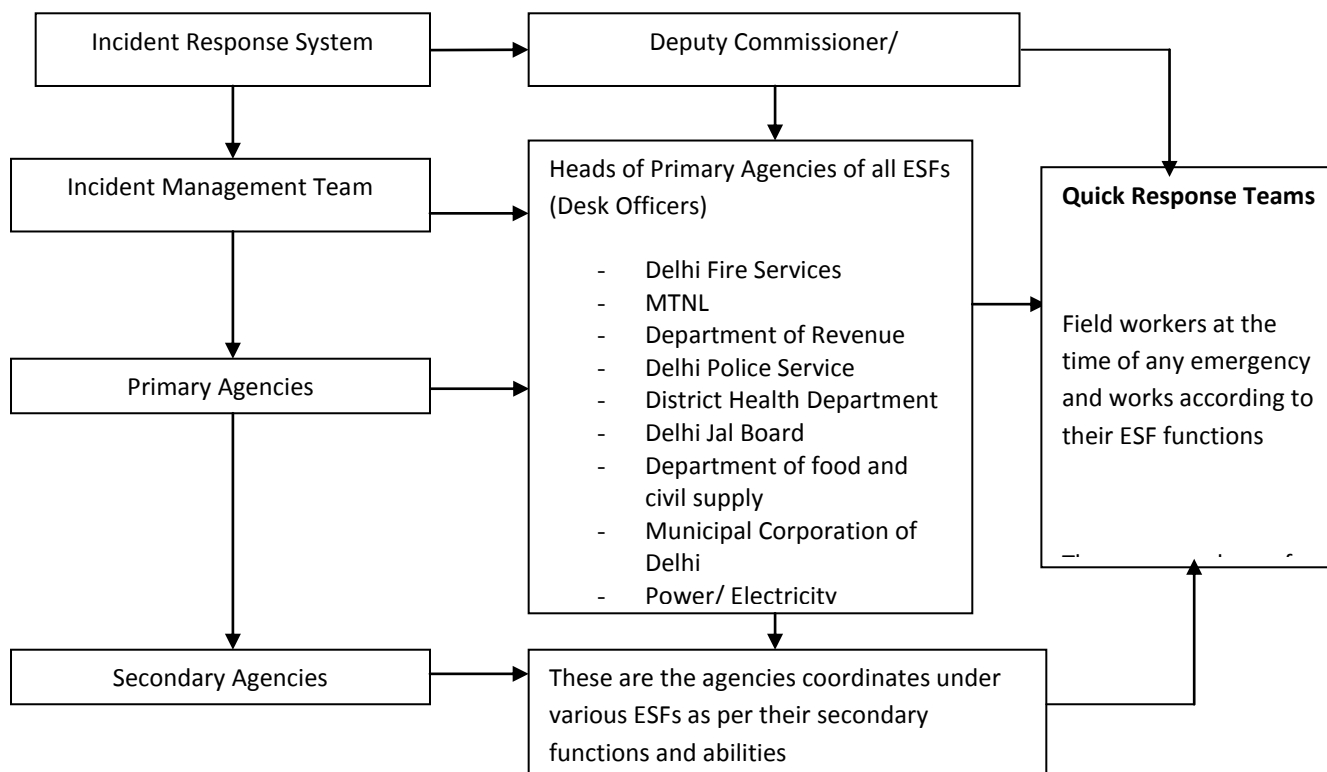 Incident Response System
Deputy Commissioner/
Incident Management Team
Heads of Primary Agencies of all ESFs
(Desk Officers)
- Delhi Fire Services
- MTNL
- Department of Revenue
- Delhi Police Service
- District Health Department
- Delhi Jal Board
- Department of food and
civil supply
- Municipal Corporation of
Delhi
- Power/ Electricity
Quick Response Teams
Field workers at the
time of any emergency
and works according to
their ESF functions
Primary Agencies
Secondary Agencies
These are the agencies coordinates under
various ESFs as per their secondary
functions and abilities